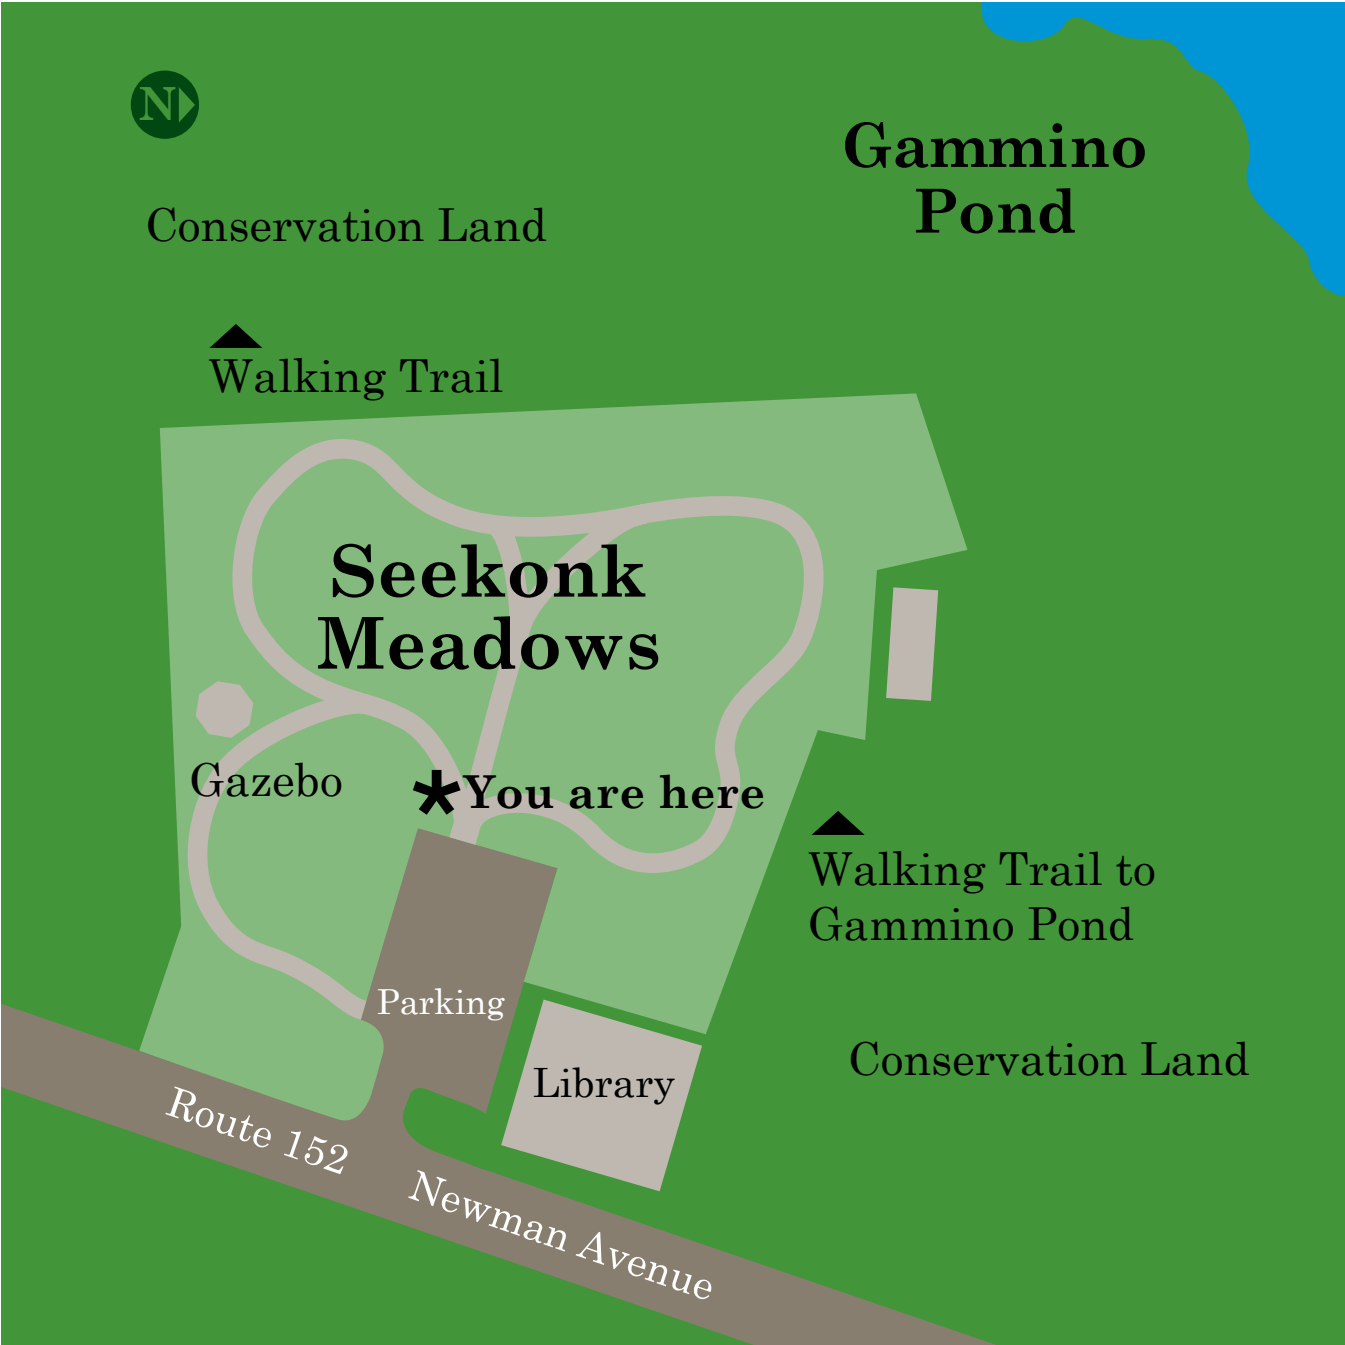 N
Gammino
Pond
Conservation Land
Walking Trail
Seekonk
Meadows
Gazebo
You are here
Walking Trail to
Gammino Pond
Parking
Conservation Land
Library
Route 152
Newman Avenue